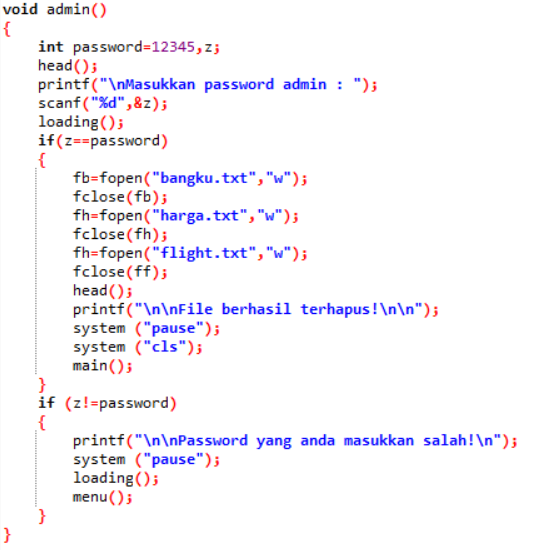 void admin()
{
    int password=12345,z;
    head();
    printf("\nMasukkan password admin : ");
    scanf("%d",&z);
    loading();
    if(z==password)
    {
        fb=fopen("bangku.txt","w");
        fclose(fb);
        fh=fopen("harga.txt","w");
        fclose(fh);
        fh=fopen("flight.txt","w");
        fclose(ff);
        head();
        printf("\n\nFile berhasil terhapus!\n\n");
        system ("pause");
        system ("cls");
        main();
    }
    if (z!=password)
    {
        printf("\n\nPassword yang anda masukkan salah!\n");
        system ("pause");
        loading();
        menu();
    }
}